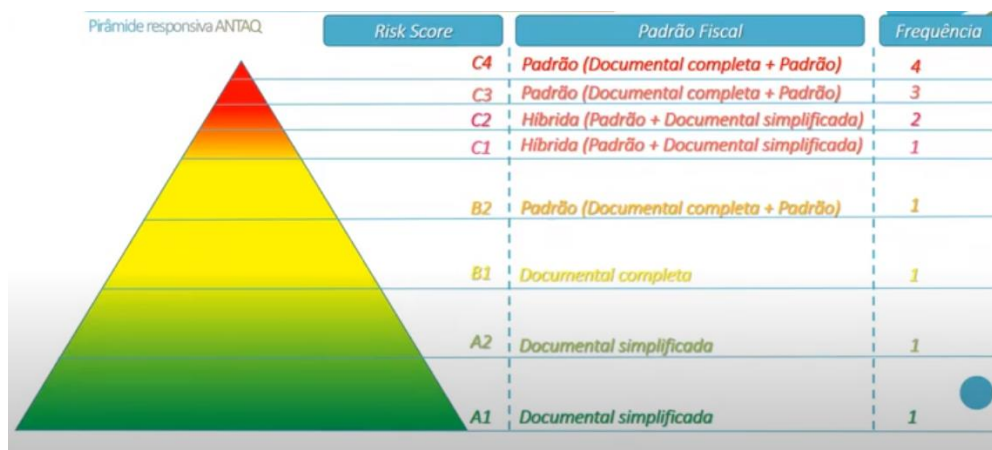 Pirâmide responsiva ANTAQ Risk Score Padrão Fiscal Frequência
C4 Padrão (Documental completa + Padrão) 4
C3 Padrão (Documental completa + Padrão) 3
C2 Híbrida (Padrão + Documental simplificada) 2
C1 Híbrida (Padrão + Documental simplificada) 1
B2 Padrão (Documental completa + Padrão) 1
B1 Documental completa 1
A2 Documental simplificada 1
A1 Documental simplificada 1